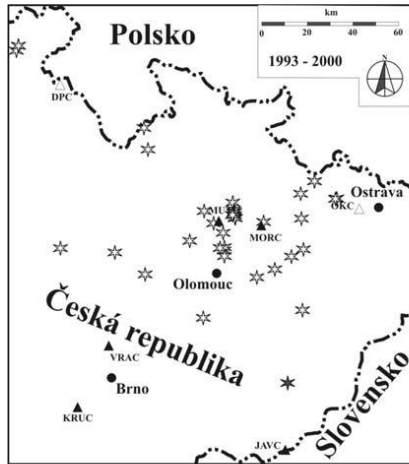 km
0 20 40 60
1993 - 2000
N
Polsko
DPC
Ostrava
OKC
MORC
Olomouc
Česká republika
VRAC
Brno
KRUC
JAVC
Slovensko